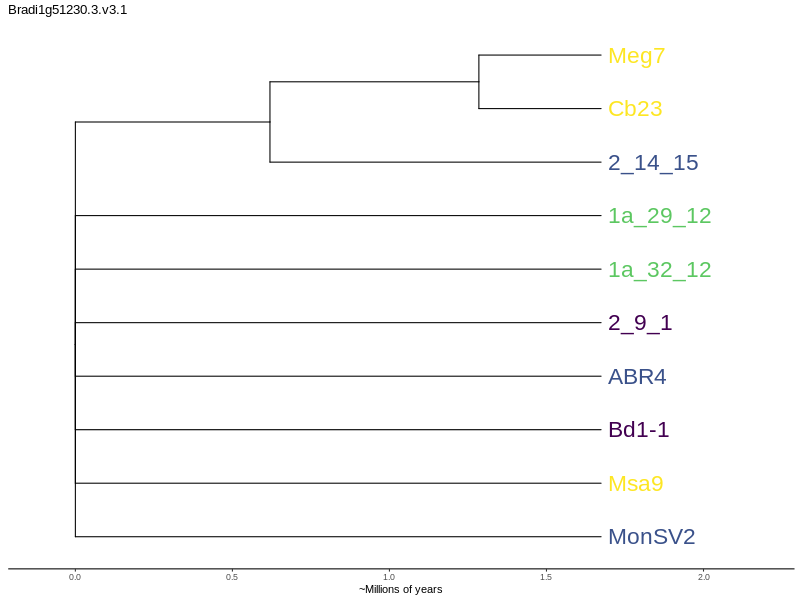 Bradi1g51230.3.v3.1
Meg7
Cb23
2_14_15
1a_29_12
1a_32_12
2_9_1
ABR4
Bd1-1
Msa9
MonSV2
0.0 0.5 1.0 1.5 2.0
~Millions of years